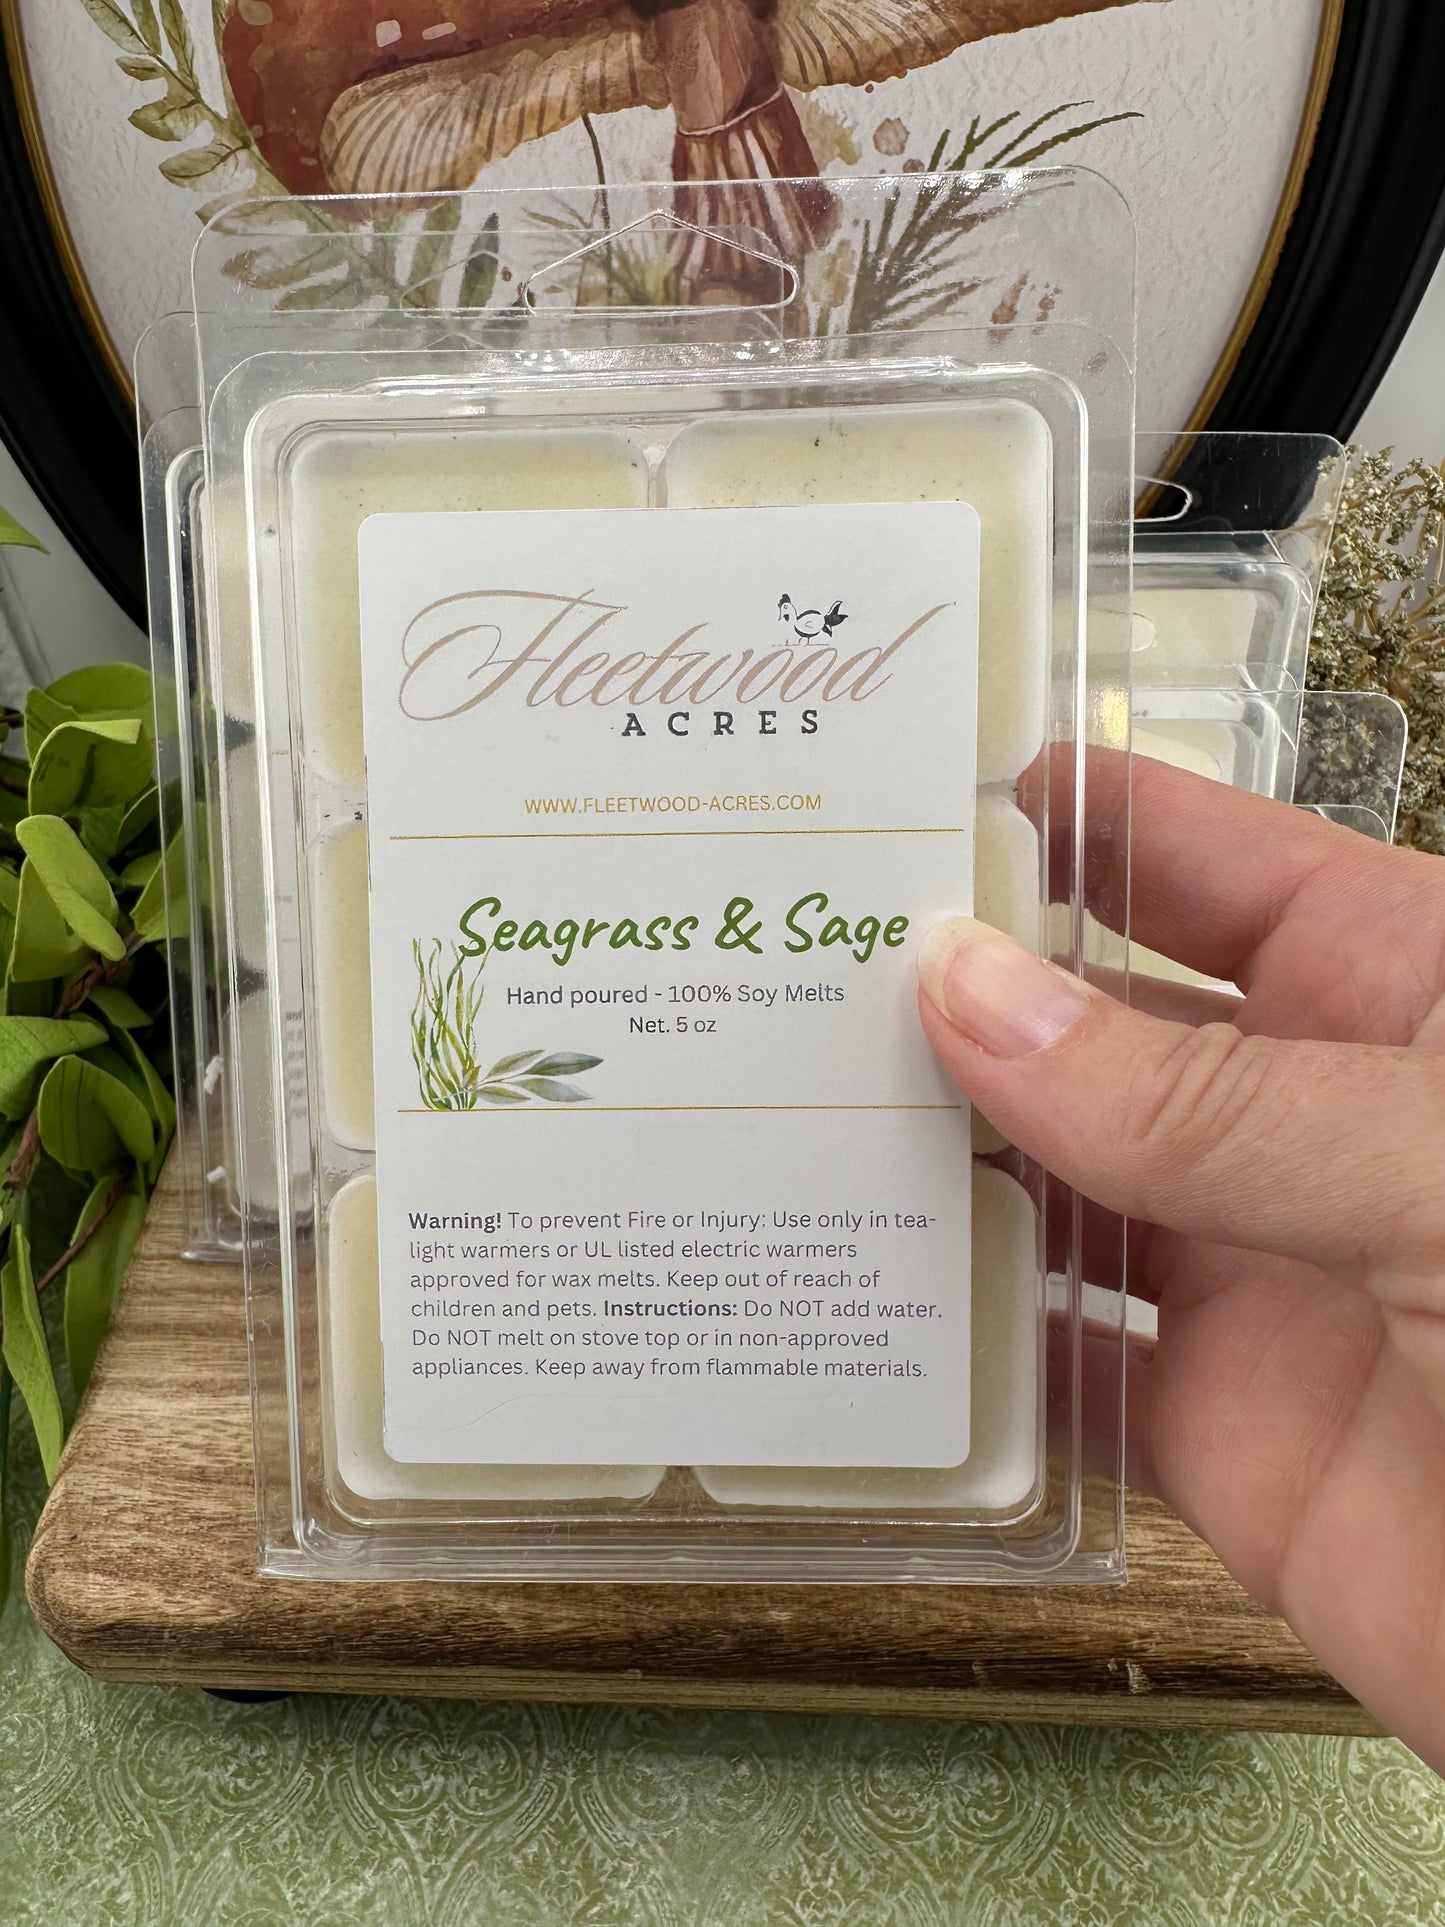 Fleetwood
ACRES
WWW.FLEETWOOD-ACRES.COM
Seagrass & Sage
Hand poured - 100% Soy Melts
Net. 5 oz
Warning! To prevent Fire or Injury: Use only in tea-
light warmers or UL listed electric warmers
approved for wax melts. Keep out of reach of
children and pets. Instructions: Do NOT add water.
Do NOT melt on stove top or in non-approved
appliances. Keep away from flammable materials.